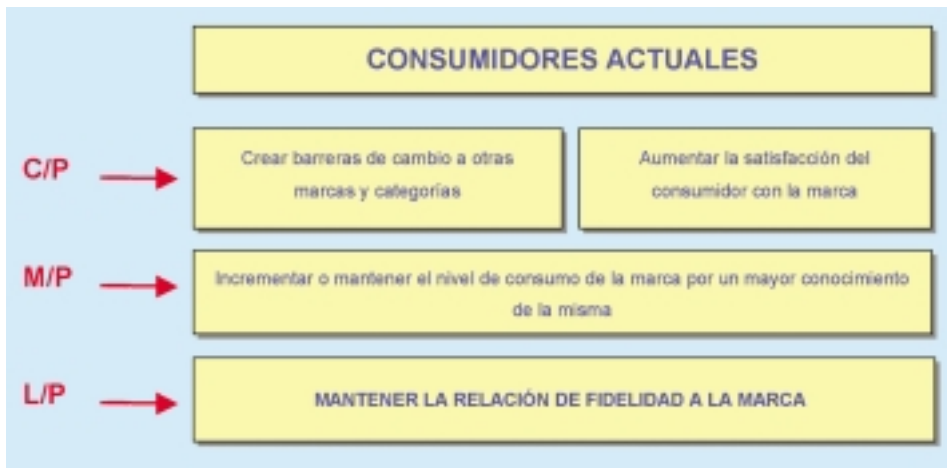 CONSUMIDORES ACTUALES
C/P
Crear barreras de cambio a otras
marcas y categorías
Aumentar la satisfacción del
consumidor con la marca
M/P
Incrementar o mantener el nivel de consumo de la marca por un mayor conocimiento
de la misma
L/P
MANTENER LA RELACIÓN DE FIDELIDAD A LA MARCA